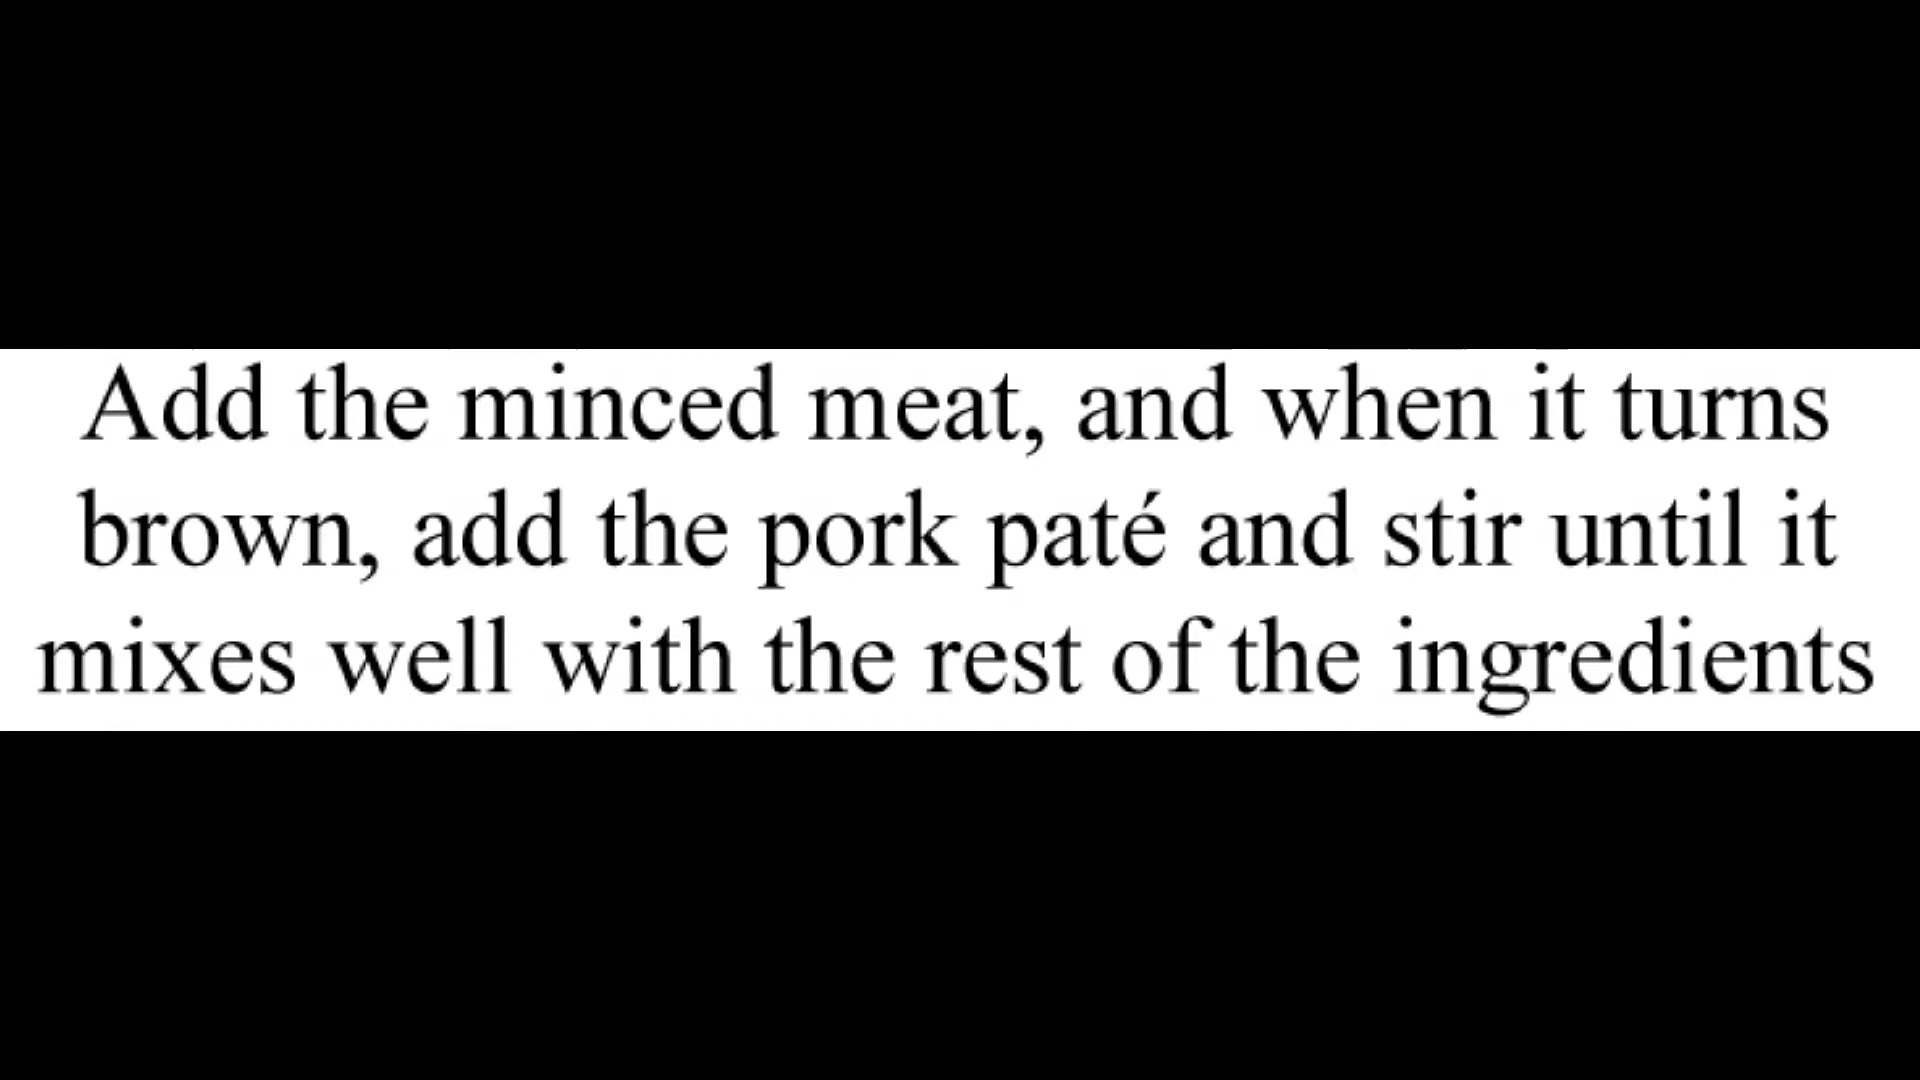 Add the minced meat, and when it turns
brown, add the pork paté and stir until it
mixes well with the rest of the ingredients